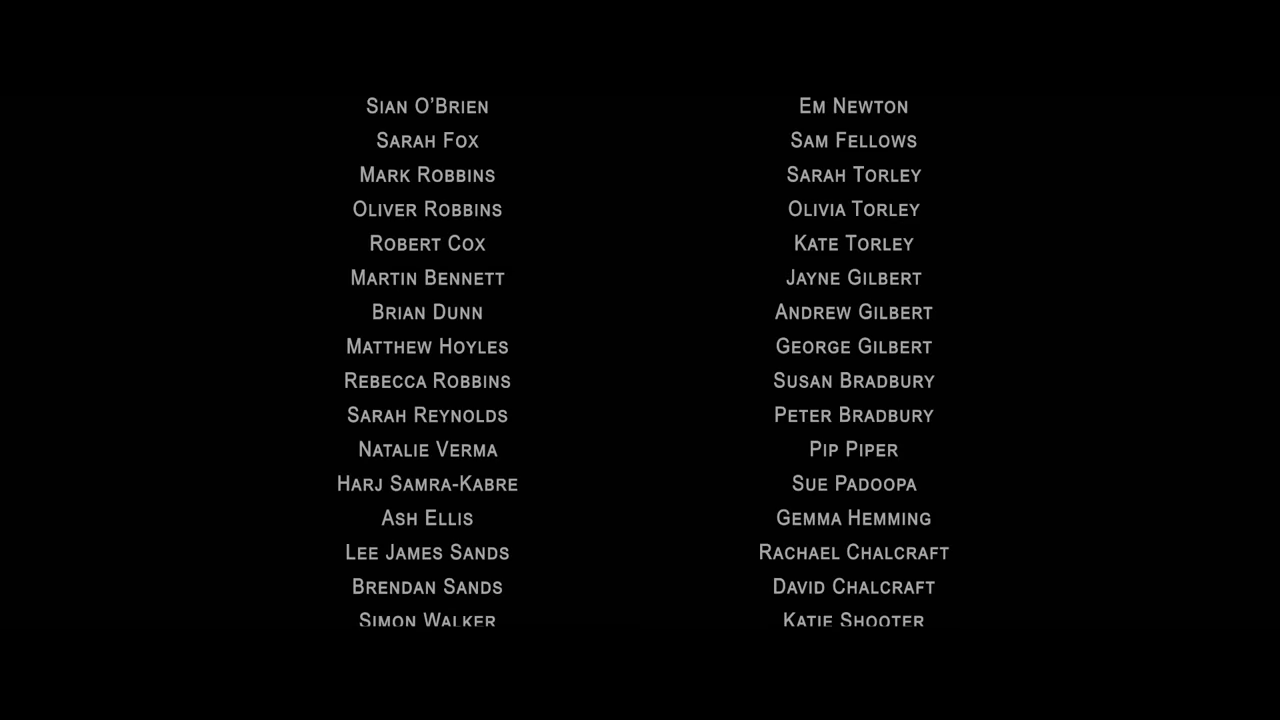 Sian O'Brien
Sarah Fox
Mark Robbins
Oliver Robbins
Robert Cox
Martin Bennett
Brian Dunn
Matthew Hoyles
Rebecca Robbins
Sarah Reynolds
Natalie Verma
Harj Samra-Kabre
Ash Ellis
Lee James Sands
Brendan Sands
Simon Walker
Em Newton
Sam Fellows
Sarah Torley
Olivia Torley
Kate Torley
Jayne Gilbert
Andrew Gilbert
George Gilbert
Susan Bradbury
Peter Bradbury
Pip Piper
Sue Padoopa
Gemma Hemming
Rachael Chalcraft
David Chalcraft
Katie Shooter